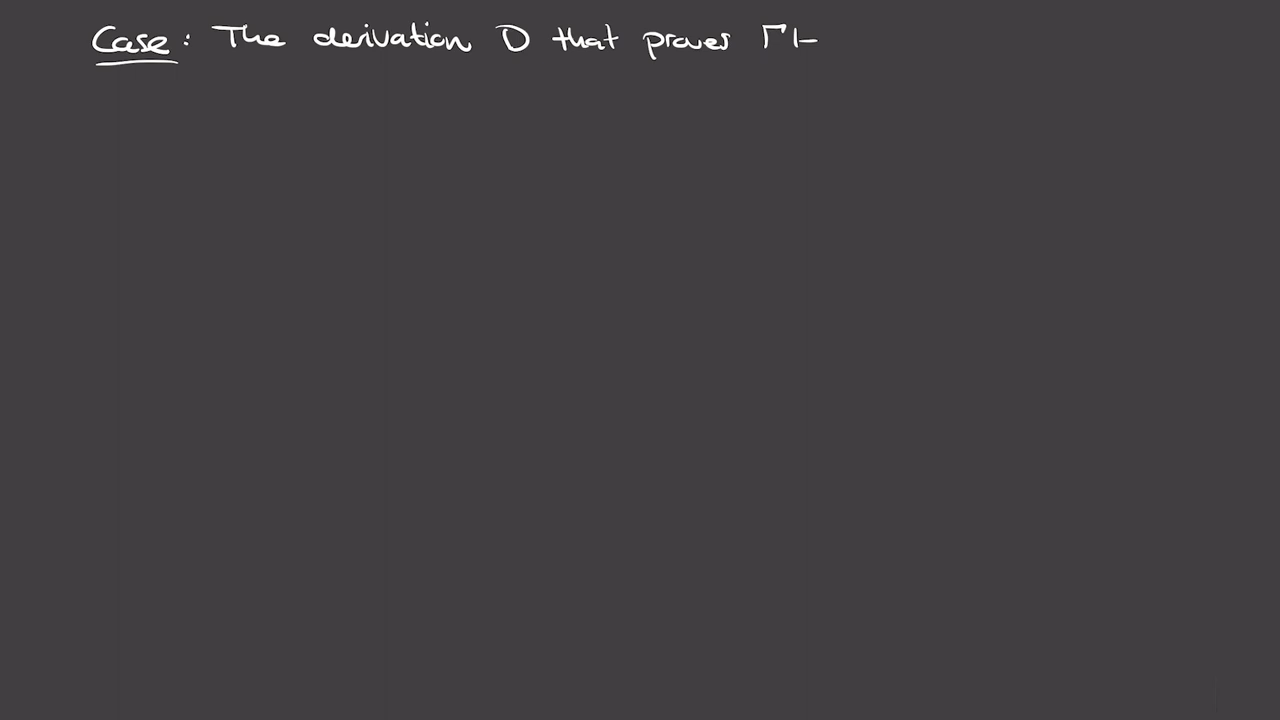 Case: The derivation D that proves Γ⊢